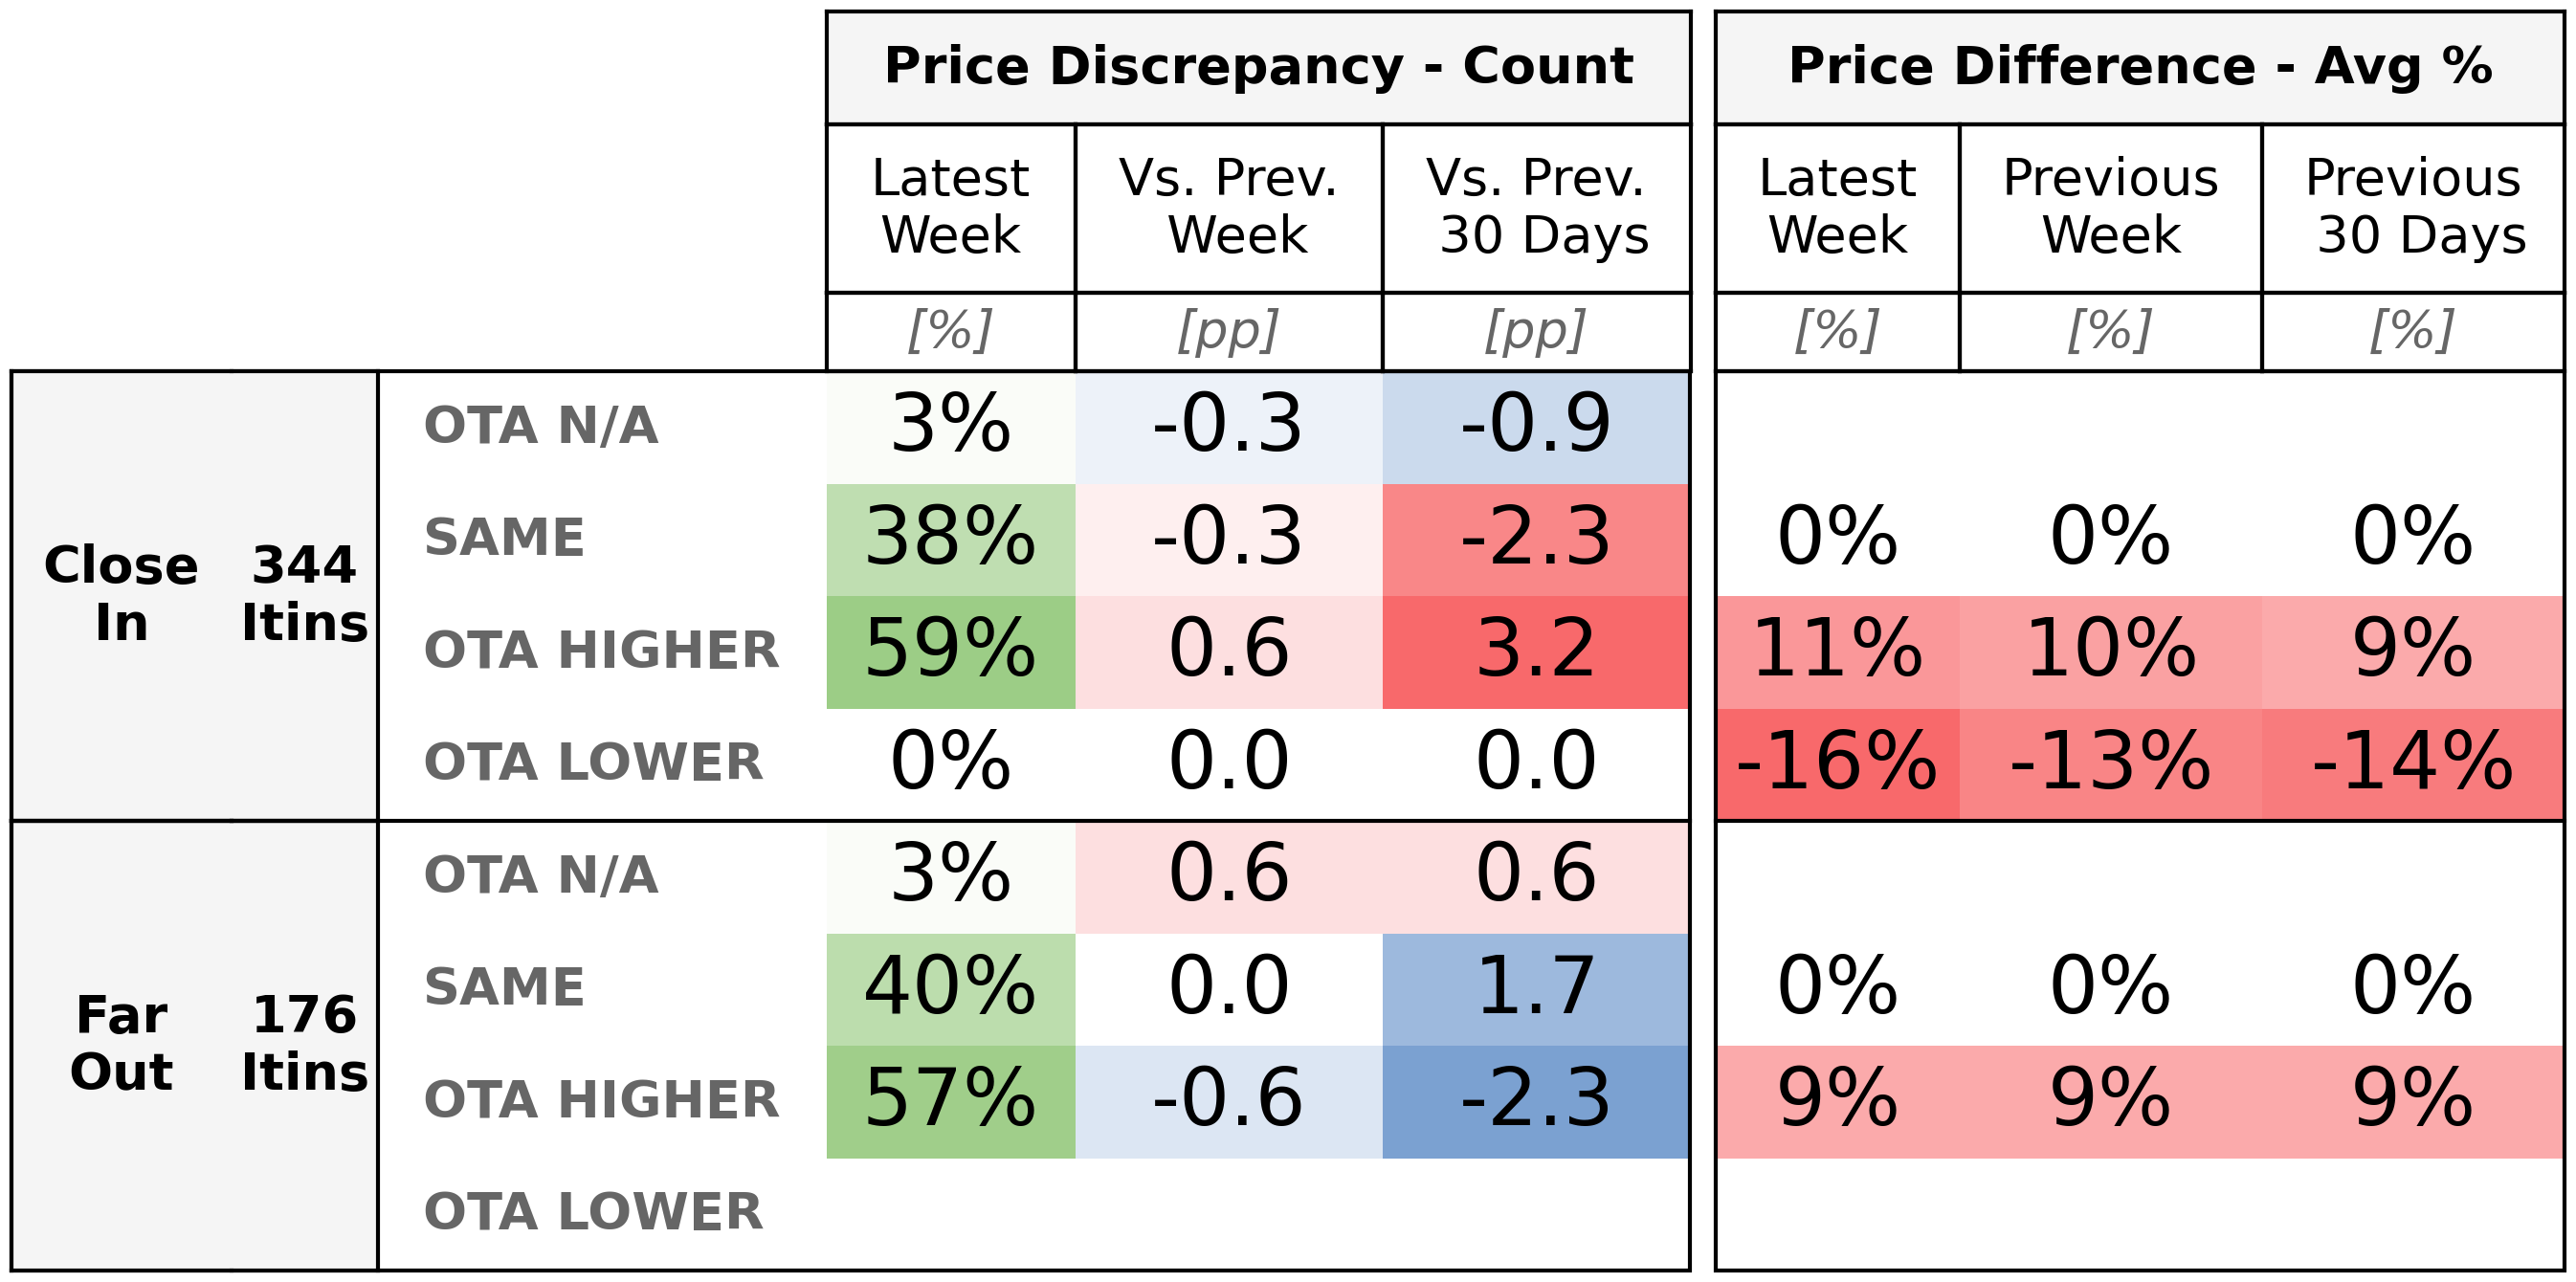 Price Discrepancy - Count Price Difference - Avg %
Latest Week Vs. Prev. Week Vs. Prev. 30 Days Latest Week Previous Week Previous 30 Days
[%] [pp] [pp] [%] [%] [%]
Close In 344 Itins
OTA N/A 3% -0.3 -0.9
SAME 38% -0.3 -2.3 0% 0% 0%
OTA HIGHER 59% 0.6 3.2 11% 10% 9%
OTA LOWER 0% 0.0 0.0 -16% -13% -14%
Far Out 176 Itins
OTA N/A 3% 0.6 0.6
SAME 40% 0.0 1.7 0% 0% 0%
OTA HIGHER 57% -0.6 -2.3 9% 9% 9%
OTA LOWER